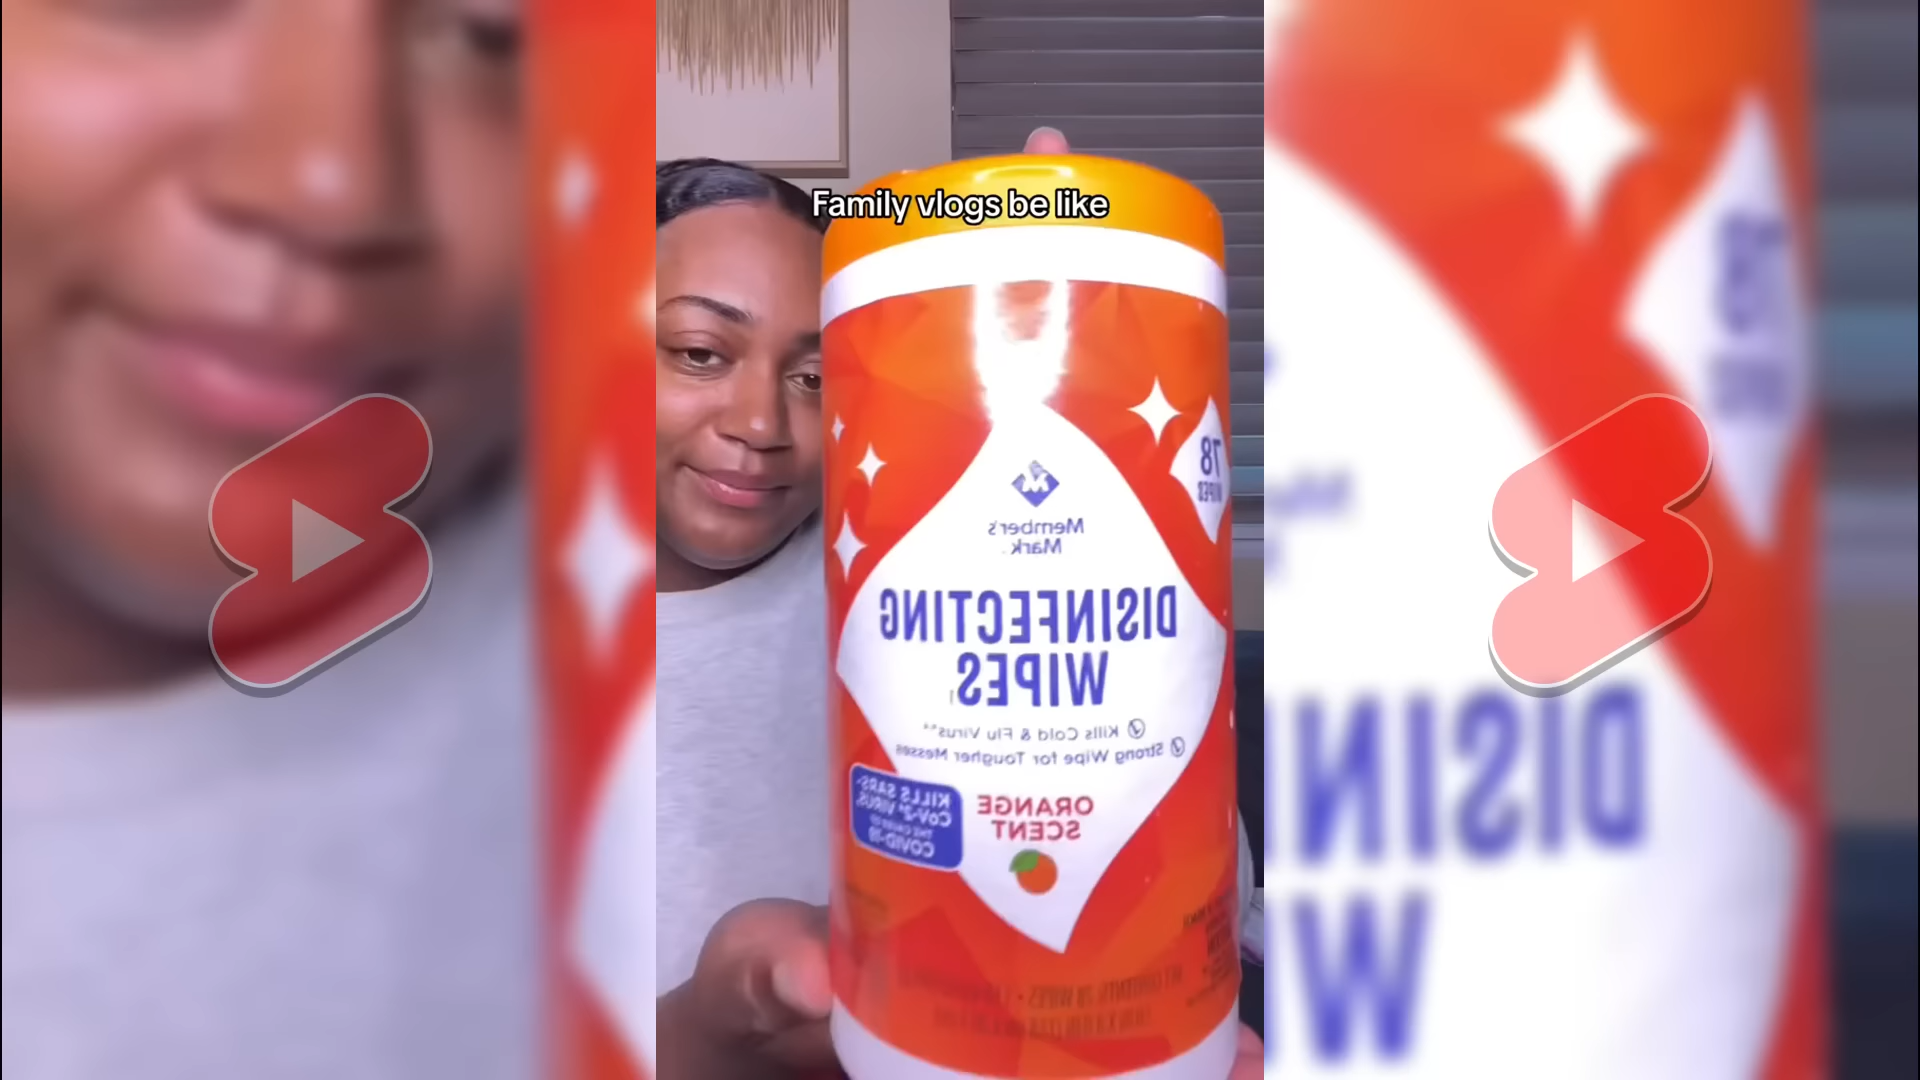 Family vlogs be like
78
WIPES
Member's
Mark
DISINFECTING
WIPES
Kills Cold & Flu Virus**
Strong Wipe for Tougher Messes
KILLS SARS-
CoV-2* VIRUS,
THE CAUSE OF
COVID-19
ORANGE
SCENT
DISIN
W